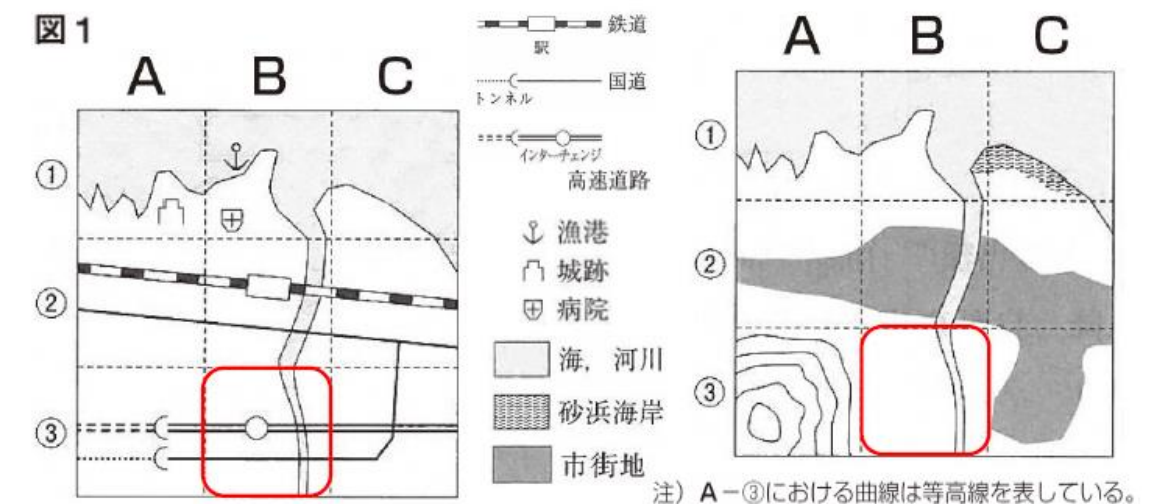 図1
A B C
①
②
③
鉄道
駅
国道
トンネル
インターチェンジ
高速道路
漁港
城跡
病院
海，河川
砂浜海岸
市街地
A B C
①
②
③
注）A－③における曲線は等高線を表している。